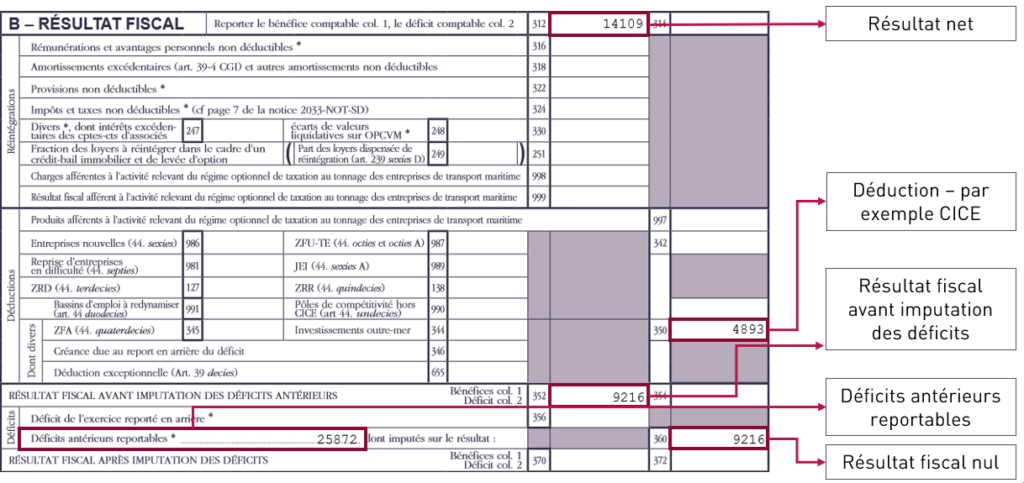 B – RÉSULTAT FISCAL Reporter le bénéfice comptable col. 1, le déficit comptable col. 2 312 14109 314
Résultat net
Réintégrations
Rémunérations et avantages personnels non déductibles * 316
Amortissements excédentaires (art. 39-4 CGI) et autres amortissements non déductibles 318
Provisions non déductibles * 322
Impôts et taxes non déductibles * (cf page 7 de la notice 2033-NOT-SD) 324
Divers *, dont intérêts excéden-
taires des cptes-cts d'associés 247
écarts de valeurs
liquidatives sur OPCVM * 248 330
Fraction des loyers à réintégrer dans le cadre d'un
crédit-bail immobilier et de levée d'option
( Part des loyers dispensée de
réintégration (art. 239 sexies D) 249 ) 251
Charges afférentes à l'activité relevant du régime optionnel de taxation au tonnage des entreprises de transport maritime 998
Résultat fiscal afférent à l'activité relevant du régime optionnel de taxation au tonnage des entreprises de transport maritime 999
Déduction – par
exemple CICE
Déductions
Produits afférents à l'activité relevant du régime optionnel de taxation au tonnage des entreprises de transport maritime 997
Entreprises nouvelles (44. sexies) 986 ZFU-TE (44. octies et octies A) 987 342
Reprise d'entreprises
en difficulté (44. septies) 981 JEI (44. sexies A) 989
ZRD (44. terdecies) 127 ZRR (44. quindecies) 138
Dont divers
Bassins d'emploi à redynamiser
(art. 44 duodecies) 991
Pôles de compétitivité hors
CICE (art 44. undecies) 990
ZFA (44. quaterdecies) 345 Investissements outre-mer 344 350 4893
Créance due au report en arrière du déficit 346
Déduction exceptionnelle (Art. 39 decies) 655
Résultat fiscal
avant imputation
des déficits
RÉSULTAT FISCAL AVANT IMPUTATION DES DÉFICITS ANTÉRIEURS Bénéfices col. 1
Déficit col. 2 352 9216 354
Déficits
Déficit de l'exercice reporté en arrière * 356
Déficits antérieurs
reportables
Déficits antérieurs reportables * 25872 dont imputés sur le résultat : 360 9216
RÉSULTAT FISCAL APRÈS IMPUTATION DES DÉFICITS Bénéfices col. 1
Déficit col. 2 370 372
Résultat fiscal nul